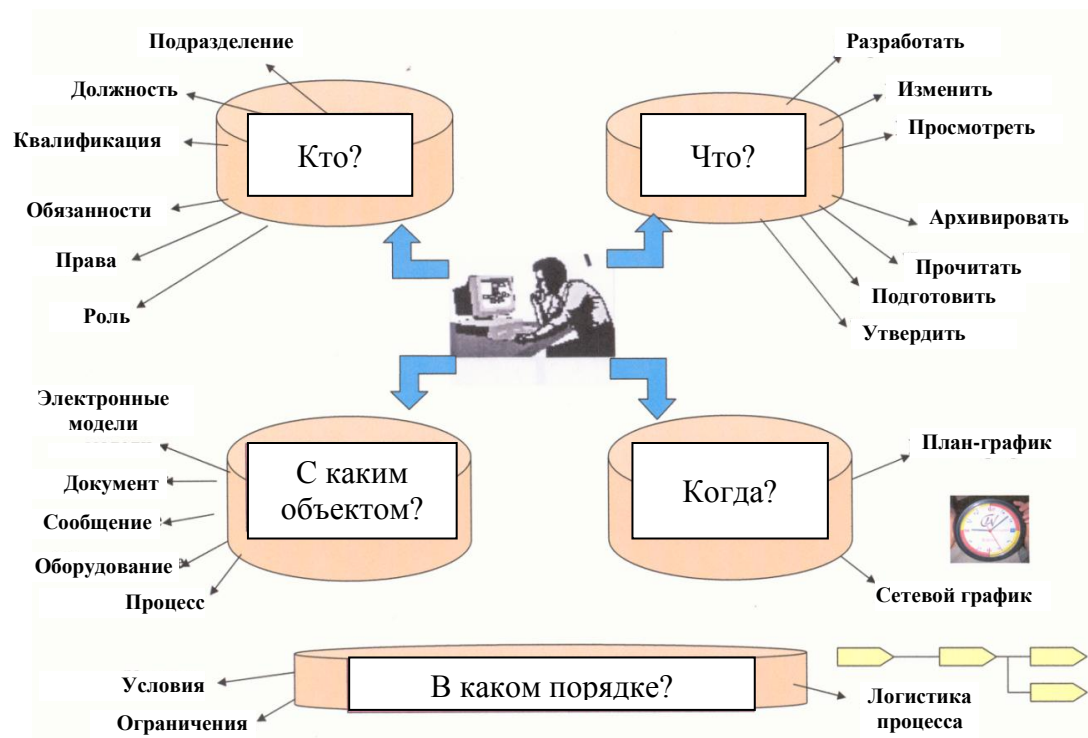 Подразделение
Должность
Квалификация
Кто?
Обязанности
Права
Роль
Разработать
Изменить
Просмотреть
Что?
Архивировать
Прочитать
Подготовить
Утвердить
Электронные
модели
Документ
Сообщение
Оборудование
Процесс
С каким
объектом?
Когда?
План-график
Сетевой график
Условия
Ограничения
В каком порядке?
Логистика
процесса